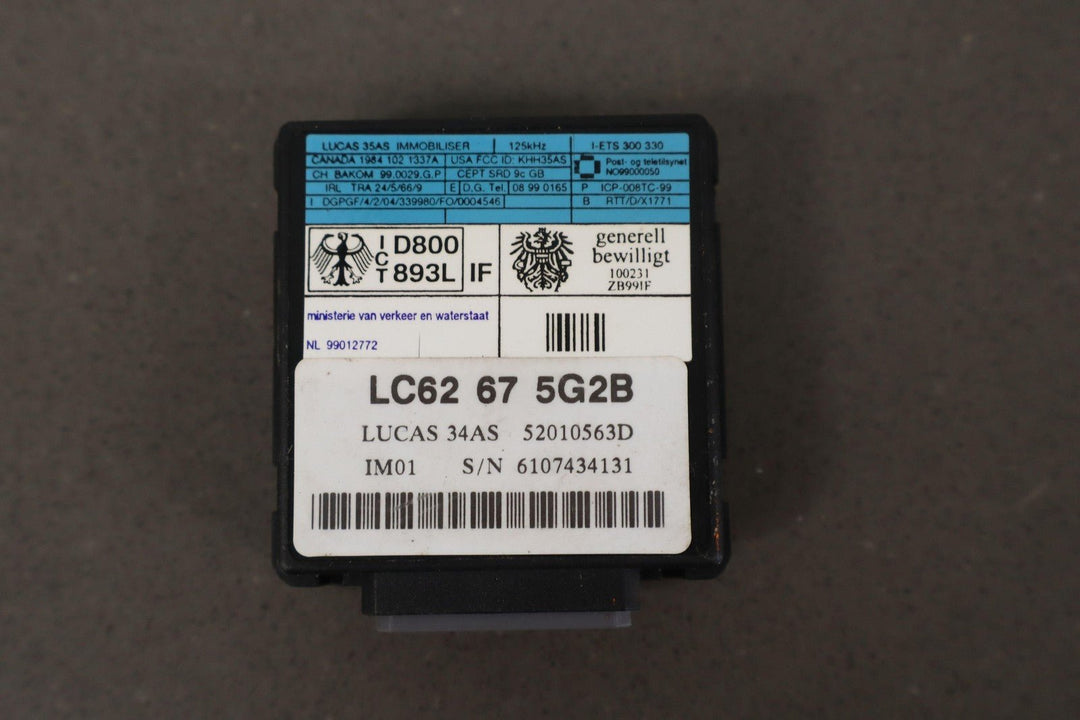 LUCAS 35AS IMMOBILISER 125kHz I-ETS 300 330
CANADA 1984 102 1337A USA FCC ID: KHH35AS
CH BAKOM 99.0029.G.P CEPT SRD 9c GB
Post- og teletilsynet
NO99000050
IRL TRA 24/5/66/9 E D.G. Tel. 08 99 0165 P ICP-008TC-99
I DGPGF/4/2/04/339980/FO/0004546 B RTT/D/X1771
ICT D800
893L IF
generell
bewilligt
100231
ZB991F
ministerie van verkeer en waterstaat
NL 99012772
LC62 67 5G2B
LUCAS 34AS 52010563D
IM01 S/N 6107434131